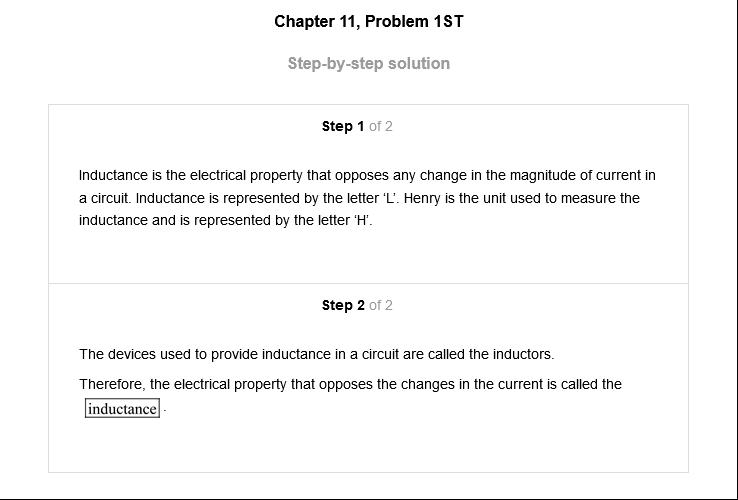 Chapter 11, Problem 1ST
Step-by-step solution
Step 1 of 2
Inductance is the electrical property that opposes any change in the magnitude of current in
a circuit. Inductance is represented by the letter ‘L’. Henry is the unit used to measure the
inductance and is represented by the letter ‘H’.
Step 2 of 2
The devices used to provide inductance in a circuit are called the inductors.
Therefore, the electrical property that opposes the changes in the current is called the
inductance.